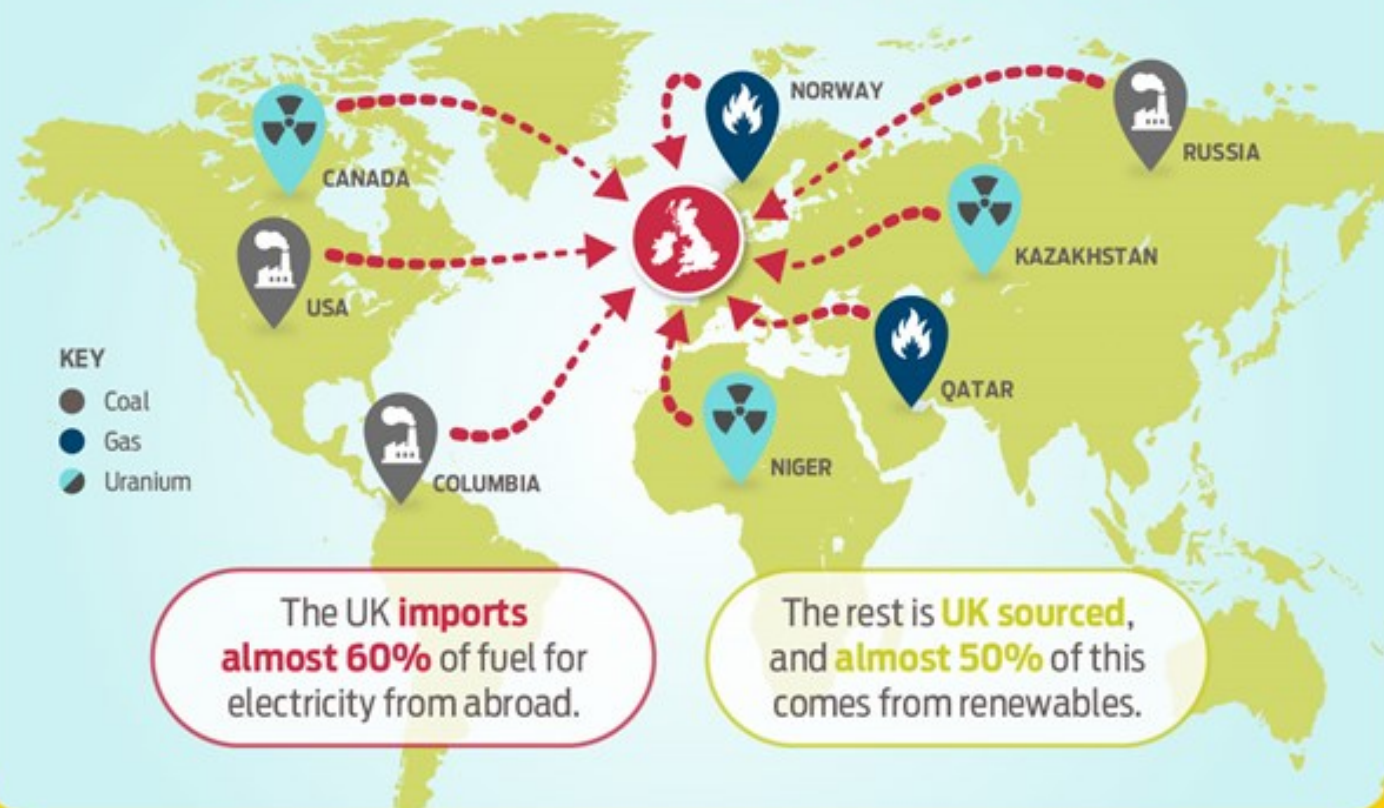 NORWAY
RUSSIA
CANADA
KAZAKHSTAN
USA
KEY
Coal
Gas
Uranium
QATAR
NIGER
COLUMBIA
The UK imports
almost 60% of fuel for
electricity from abroad.
The rest is UK sourced,
and almost 50% of this
comes from renewables.